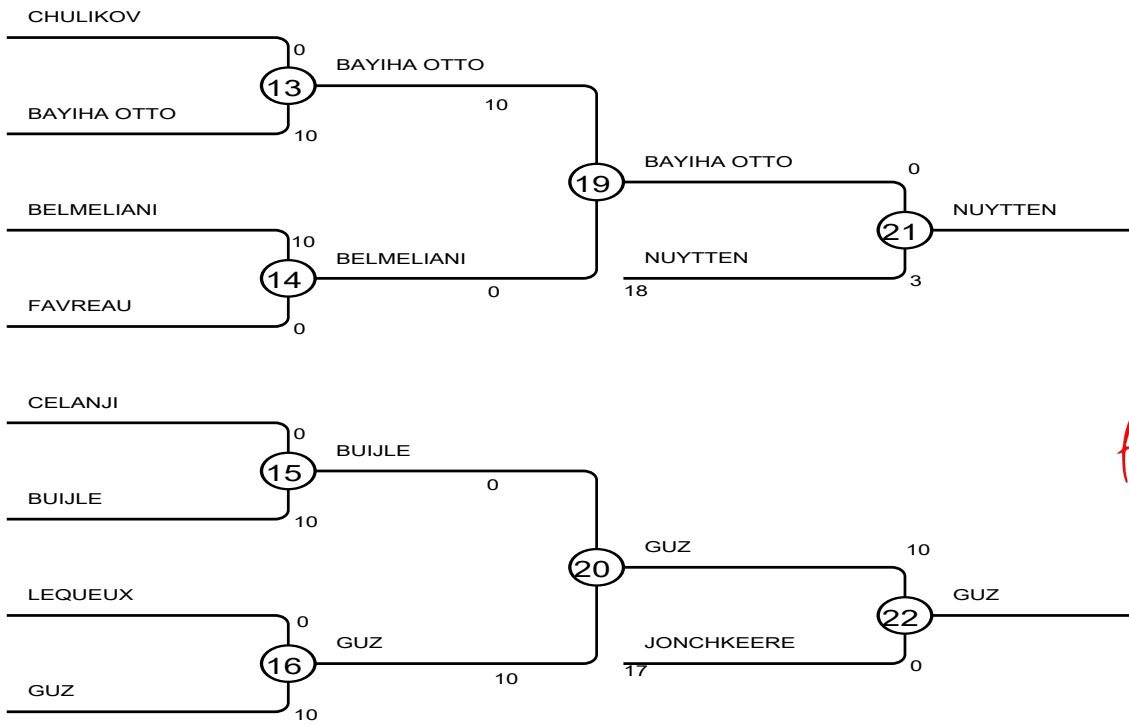 CHULIKOV
0
13
BAYIHA OTTO
10
BAYIHA OTTO
10
BELMELIANI
10
14
BELMELIANI
0
FAVREAU
0
19
BAYIHA OTTO
0
21
NUYTTEN
NUYTTEN
18
3
CELANJI
0
15
BUIJLE
0
BUIJLE
10
LEQUEUX
0
16
GUZ
10
GUZ
10
20
GUZ
10
22
GUZ
JONCHKEERE
17
0